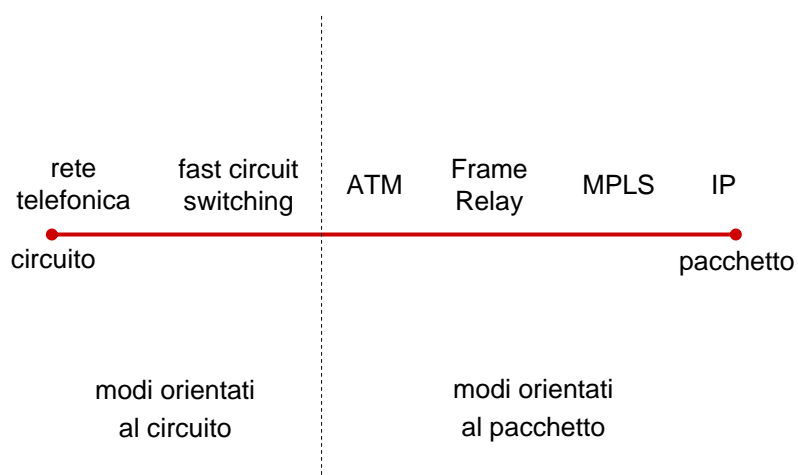 rete
telefonica
fast circuit
switching
ATM
Frame
Relay
MPLS
IP
circuito
pacchetto
modi orientati
al circuito
modi orientati
al pacchetto